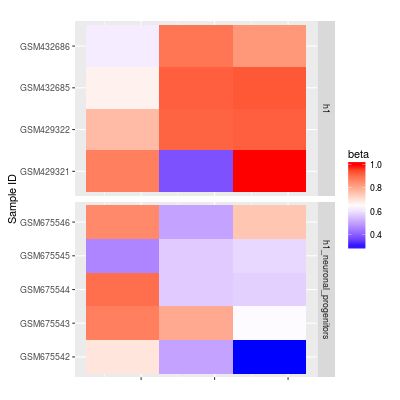 Sample ID
GSM432686
GSM432685
GSM429322
GSM429321
h1
GSM675546
GSM675545
GSM675544
GSM675543
GSM675542
h1_neuronal_progenitors
beta
1.0
0.8
0.6
0.4